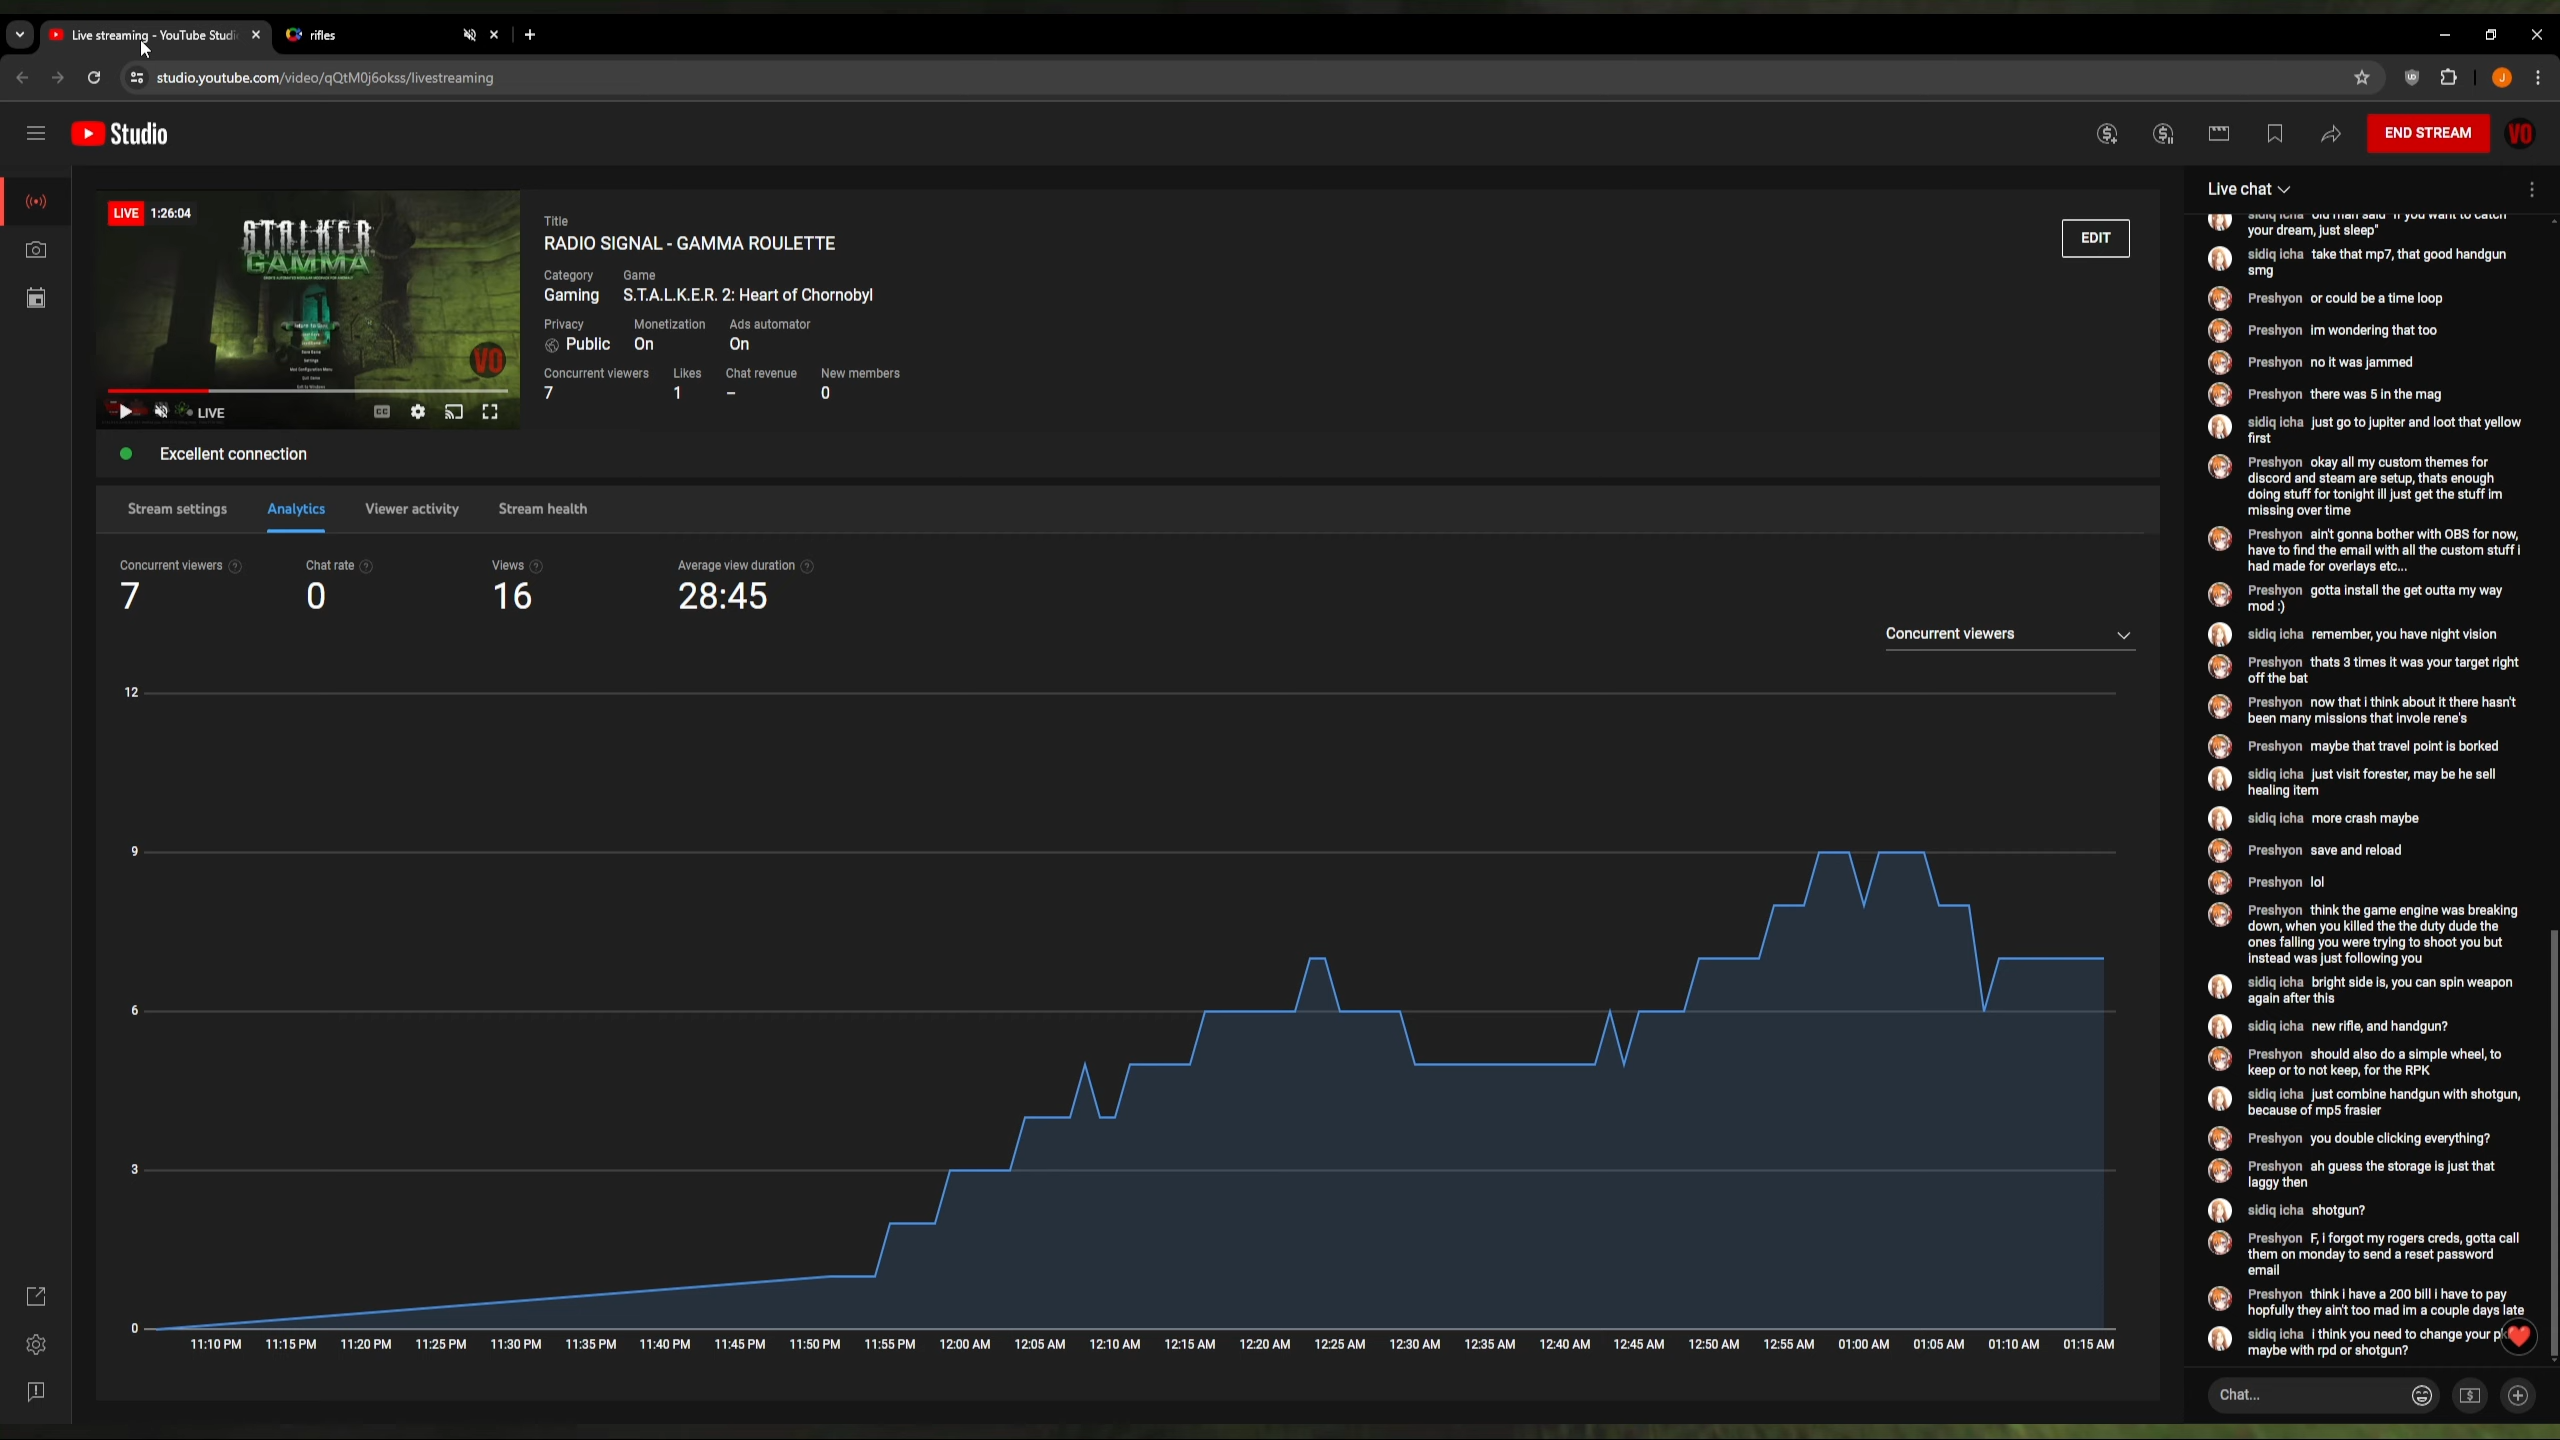 Live streaming - YouTube Studi
rifles
studio.youtube.com/video/qQtM0j6okss/livestreaming
J
Studio
END STREAM
VO
LIVE 1:26:04
S.T.A.L.K.E.R.
GAMMA
VO
LIVE
CC
Title
RADIO SIGNAL - GAMMA ROULETTE
EDIT
Category Game
Gaming S.T.A.L.K.E.R. 2: Heart of Chornobyl
Privacy Monetization Ads automator
Public On On
Concurrent viewers Likes Chat revenue New members
7 1 – 0
Excellent connection
Stream settings Analytics Viewer activity Stream health
Concurrent viewers Chat rate Views Average view duration
7 0 16 28:45
Concurrent viewers
12
9
6
3
0
11:10 PM 11:15 PM 11:20 PM 11:25 PM 11:30 PM 11:35 PM 11:40 PM 11:45 PM 11:50 PM 11:55 PM 12:00 AM 12:05 AM 12:10 AM 12:15 AM 12:20 AM 12:25 AM 12:30 AM 12:35 AM 12:40 AM 12:45 AM 12:50 AM 12:55 AM 01:00 AM 01:05 AM 01:10 AM 01:15 AM
Live chat
sidiq icha old man said "if you want to catch
your dream, just sleep"
sidiq icha take that mp7, that good handgun
smg
Preshyon or could be a time loop
Preshyon im wondering that too
Preshyon no it was jammed
Preshyon there was 5 in the mag
sidiq icha just go to jupiter and loot that yellow
first
Preshyon okay all my custom themes for
discord and steam are setup, thats enough
doing stuff for tonight ill just get the stuff im
missing over time
Preshyon ain't gonna bother with OBS for now,
have to find the email with all the custom stuff i
had made for overlays etc...
Preshyon gotta install the get outta my way
mod :)
sidiq icha remember, you have night vision
Preshyon thats 3 times it was your target right
off the bat
Preshyon now that i think about it there hasn't
been many missions that invole rene's
Preshyon maybe that travel point is borked
sidiq icha just visit forester, may be he sell
healing item
sidiq icha more crash maybe
Preshyon save and reload
Preshyon lol
Preshyon think the game engine was breaking
down, when you killed the the duty dude the
ones falling you were trying to shoot you but
instead was just following you
sidiq icha bright side is, you can spin weapon
again after this
sidiq icha new rifle, and handgun?
Preshyon should also do a simple wheel, to
keep or to not keep, for the RPK
sidiq icha just combine handgun with shotgun,
because of mp5 frasier
Preshyon you double clicking everything?
Preshyon ah guess the storage is just that
laggy then
sidiq icha shotgun?
Preshyon F, i forgot my rogers creds, gotta call
them on monday to send a reset password
email
Preshyon think i have a 200 bill i have to pay
hopfully they ain't too mad im a couple days late
sidiq icha i think you need to change your
maybe with rpd or shotgun?
Chat...